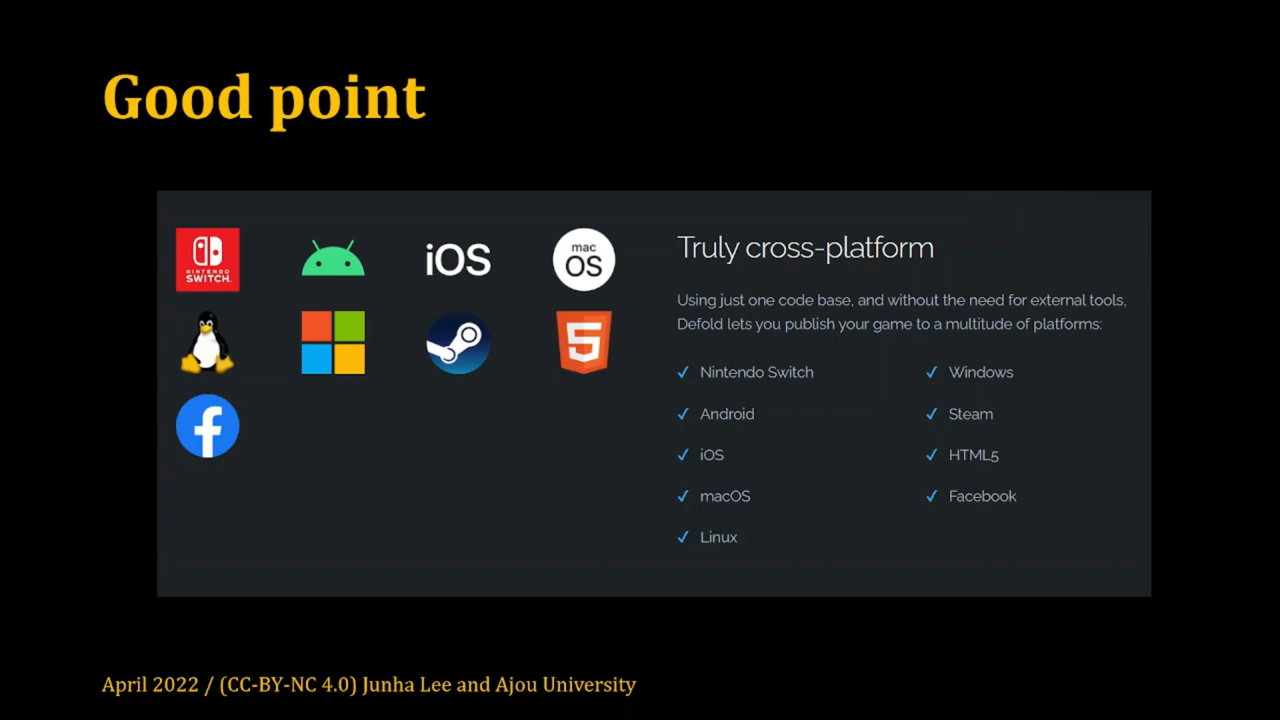 Good point
NINTENDO
SWITCH.
iOS
mac
OS
5
f
Truly cross-platform
Using just one code base, and without the need for external tools,
Defold lets you publish your game to a multitude of platforms:
✓ Nintendo Switch
✓ Android
✓ iOS
✓ macOS
✓ Linux
✓ Windows
✓ Steam
✓ HTML5
✓ Facebook
April 2022 / (CC-BY-NC 4.0) Junha Lee and Ajou University